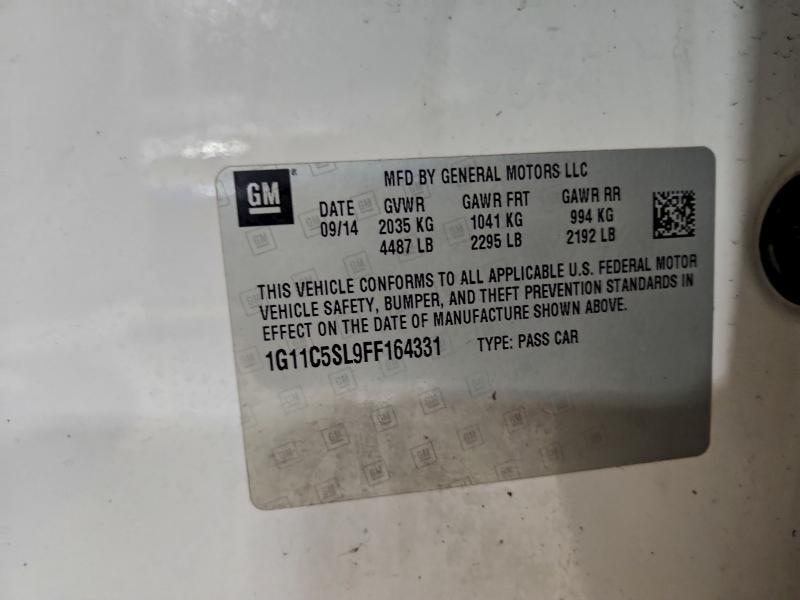 GM®
MFD BY GENERAL MOTORS LLC
DATE GVWR GAWR FRT GAWR RR
09/14 2035 KG 1041 KG 994 KG
4487 LB 2295 LB 2192 LB
THIS VEHICLE CONFORMS TO ALL APPLICABLE U.S. FEDERAL MOTOR
VEHICLE SAFETY, BUMPER, AND THEFT PREVENTION STANDARDS IN
EFFECT ON THE DATE OF MANUFACTURE SHOWN ABOVE.
1G11C5SL9FF164331 TYPE: PASS CAR